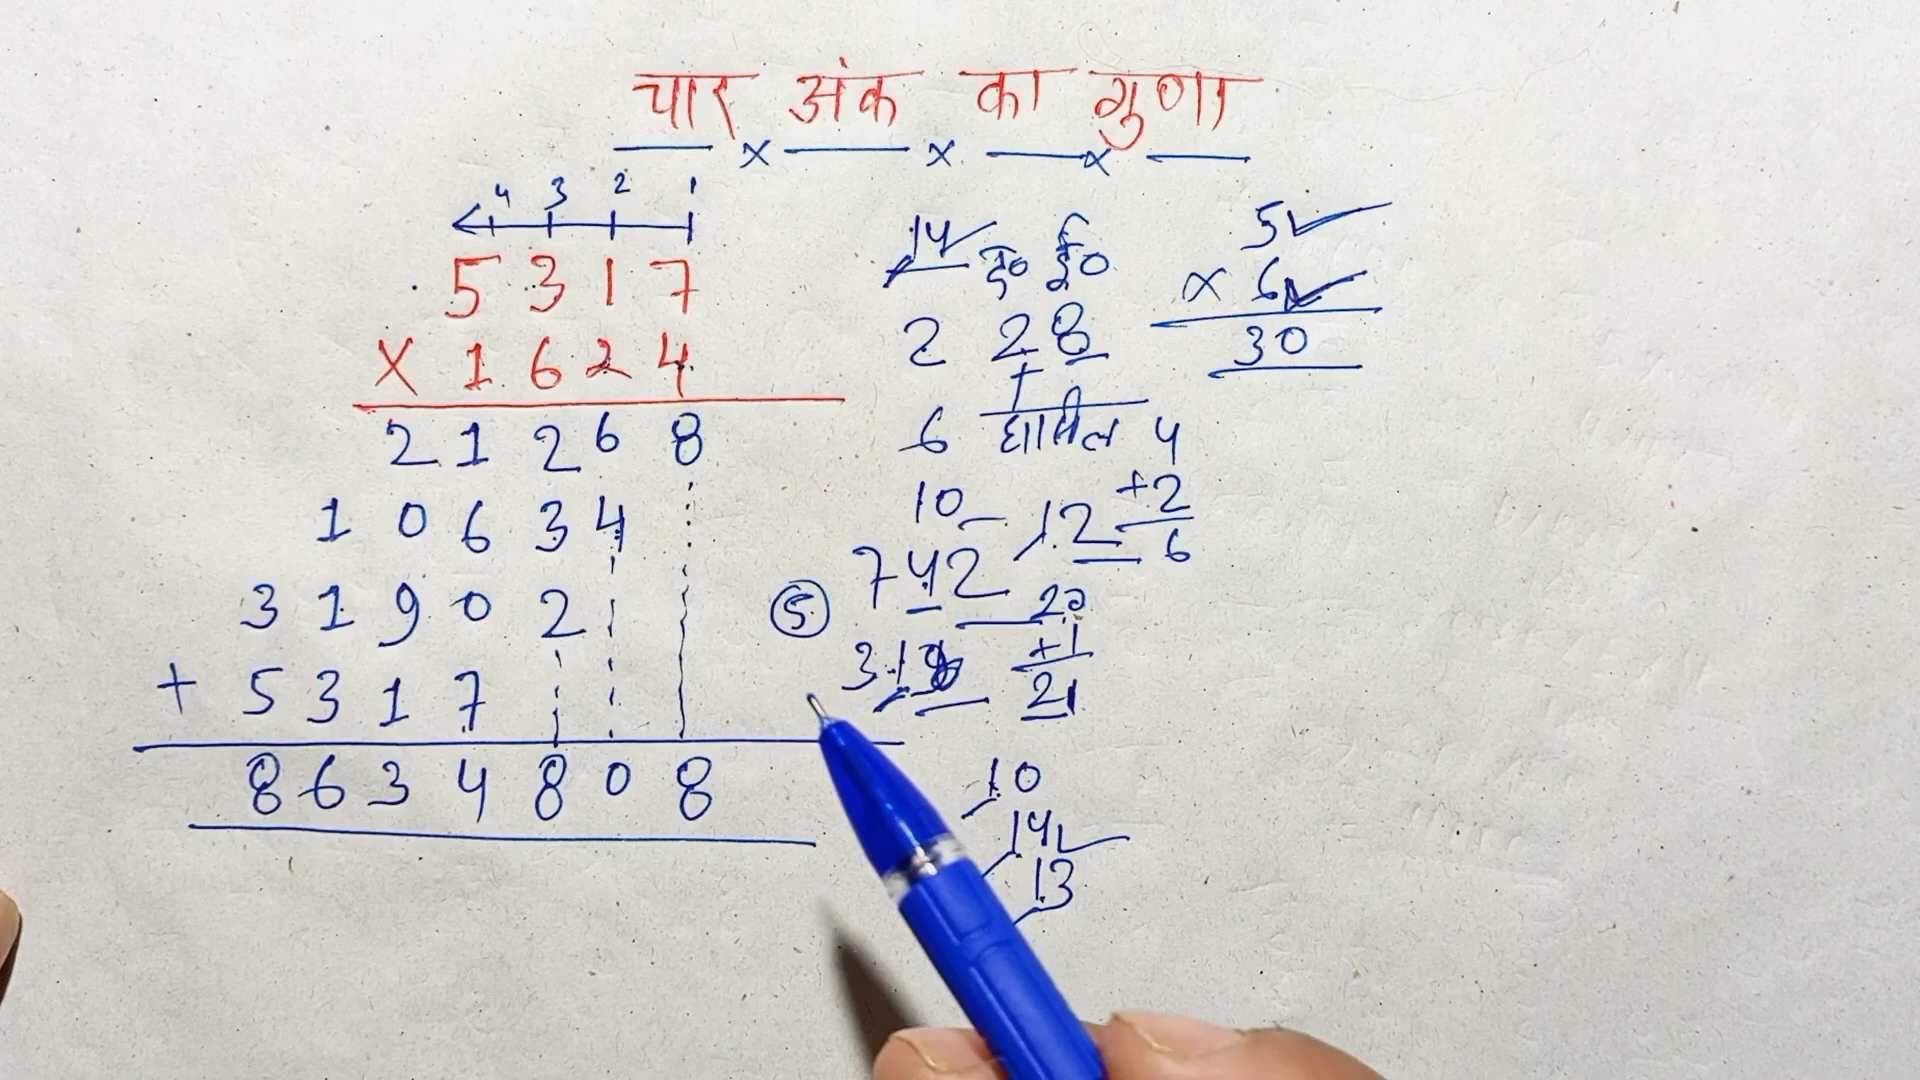 चार अंक का गुणा
x x x
4 3 2 1
5 3 1 7
X 1 6 2 4
2 1 2 6 8
1 0 6 3 4
3 1 9 0 2
+ 5 3 1 7
8 6 3 4 8 0 8
14
2 28
6 हासिल 4
+2
6
10 12
742
5
20
+1
21
10
14
13
5
x 6
30